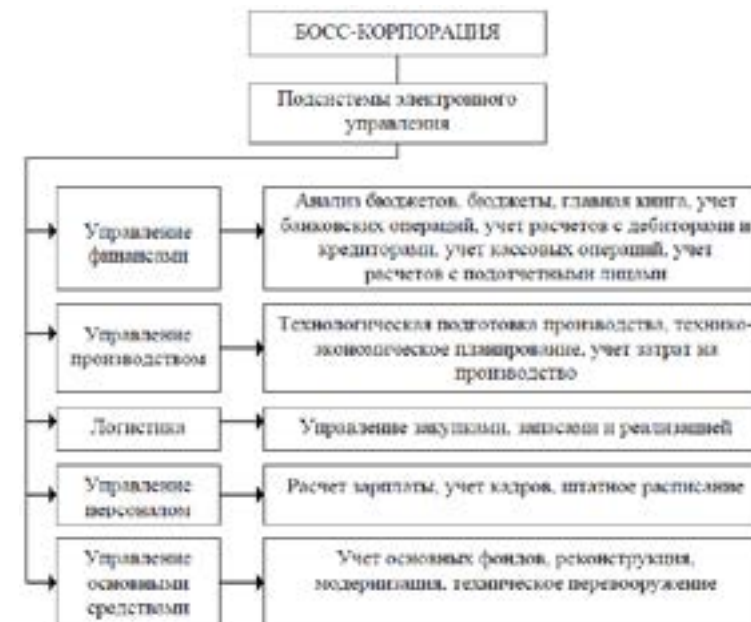 БОСС-КОРПОРАЦИЯ
Подсистемы электронного
управления
Управление
финансами
Анализ бюджетов, бюджеты, главная книга, учет
банковских операций, учет расчетов с дебиторами и
кредиторами, учет кассовых операций, учет
расчетов с подотчетными лицами
Управление
производством
Технологическая подготовка производства, технико-
экономическое планирование, учет затрат на
производство
Логистика
Управление закупками, запасами и реализацией
Управление
персоналом
Расчет зарплаты, учет кадров, штатное расписание
Управление
основными
средствами
Учет основных фондов, реконструкция,
модернизация, техническое перевооружение